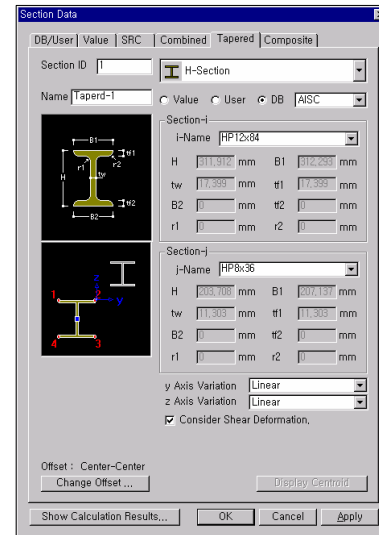 Section Data
DB/User Value SRC Combined Tapered Composite
Section ID 1 H-Section
Name Taperd-1 Value User DB AISC
Section-i
i-Name HP12x84
H 311,912 mm B1 312,293 mm
tw 17,399 mm tf1 17,399 mm
B2 0 mm tf2 0 mm
r1 0 mm r2 0 mm
B1 tf1
r1 r2
H tw
tf2
B2
Section-j
j-Name HP8x36
H 203,708 mm B1 207,137 mm
tw 11,303 mm tf1 11,303 mm
B2 0 mm tf2 0 mm
r1 0 mm r2 0 mm
z
1 2 y
4 3
y Axis Variation Linear
z Axis Variation Linear
Consider Shear Deformation,
Offset : Center-Center
Change Offset ... Display Centroid
Show Calculation Results,,, OK Cancel Apply